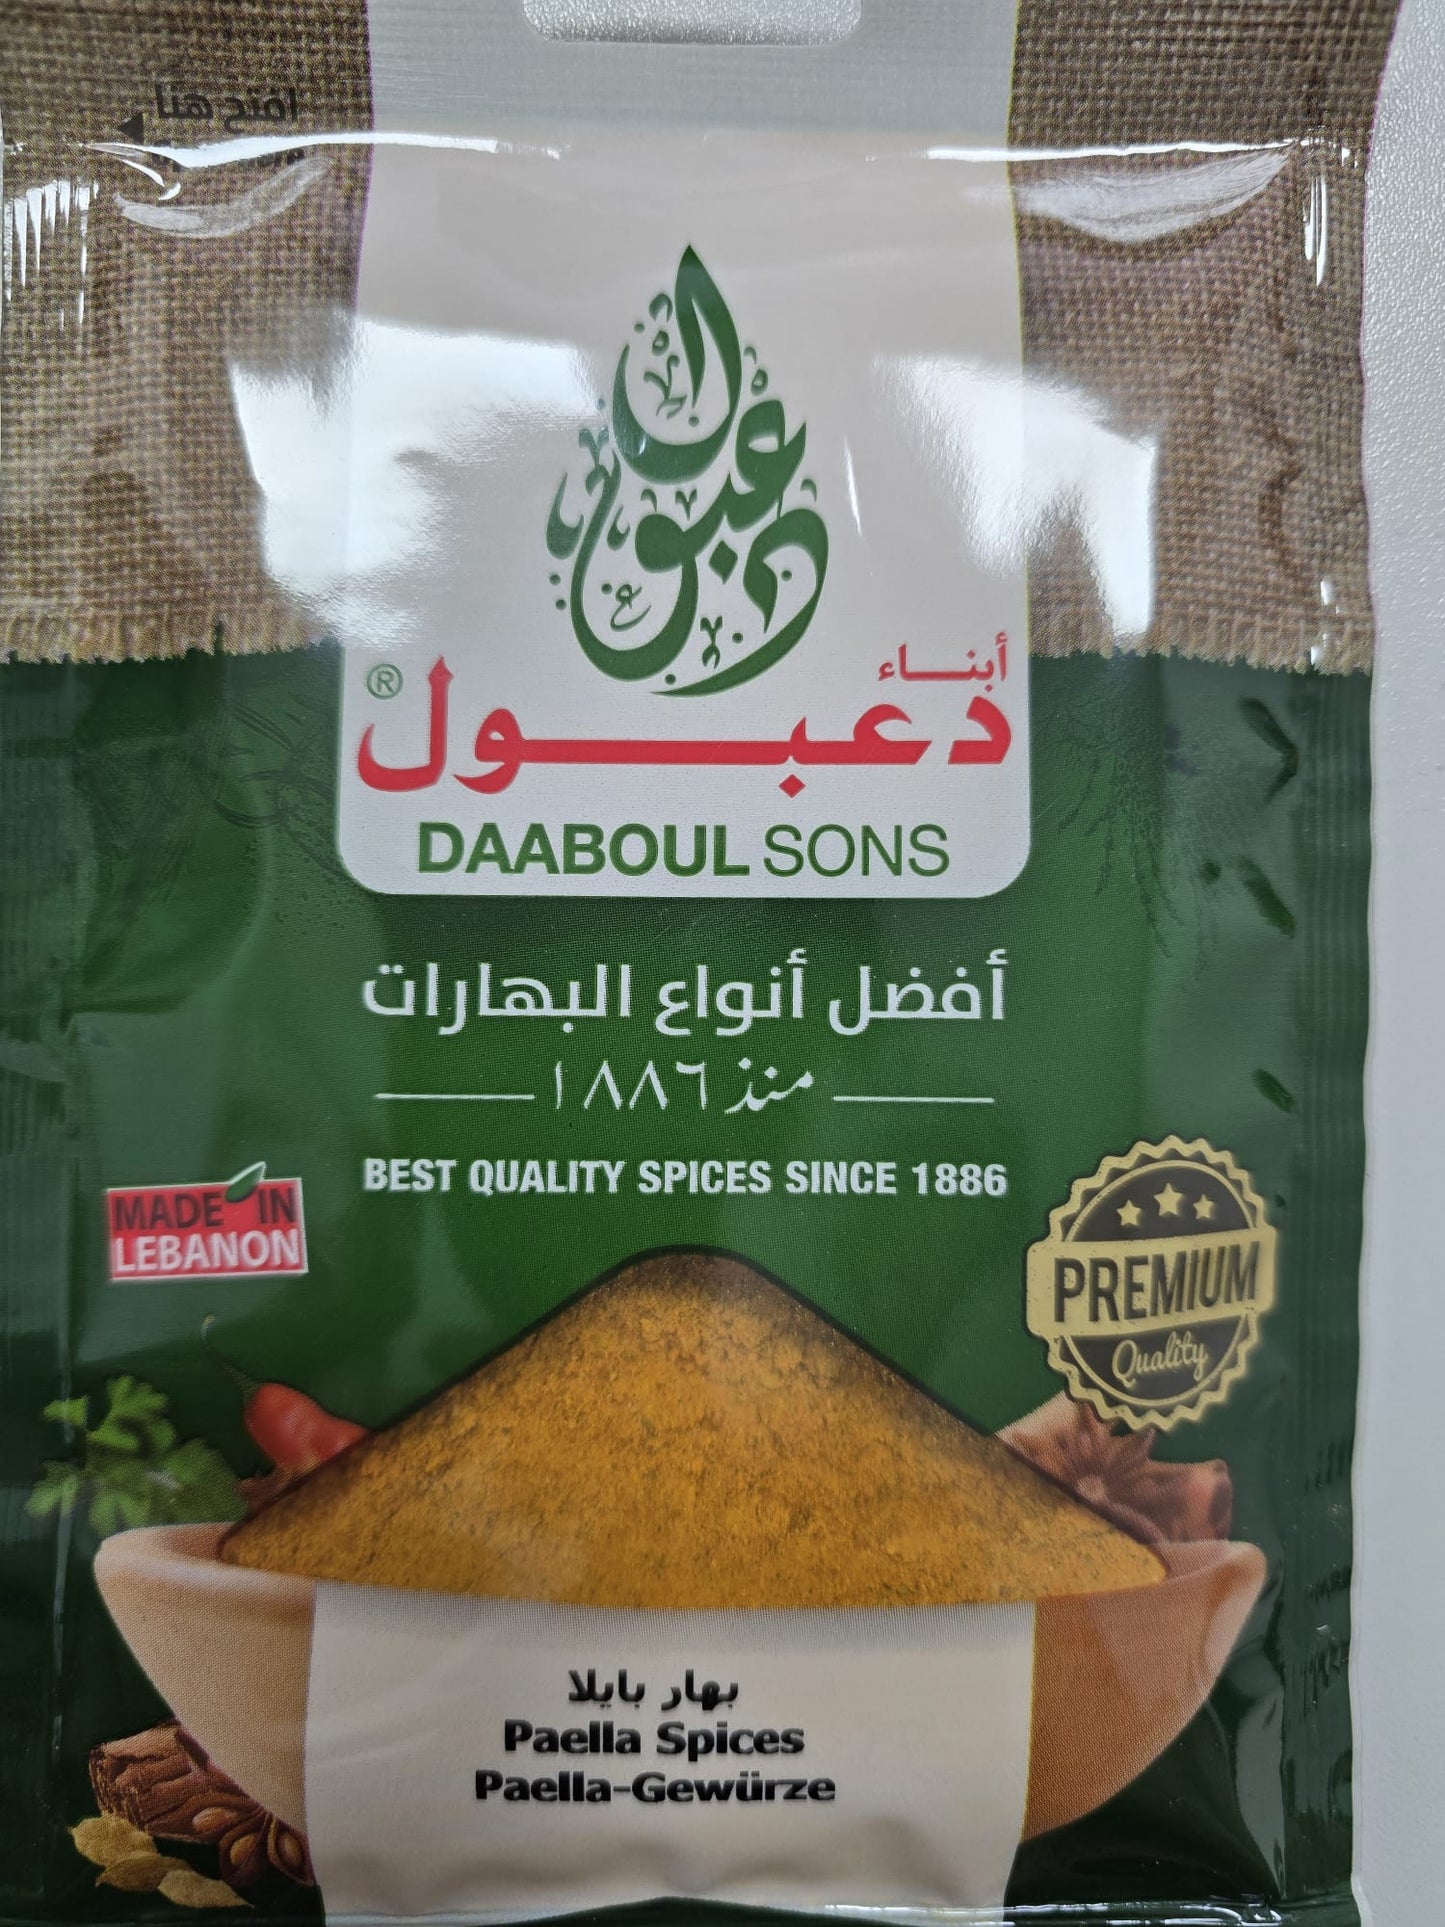 افتح هنا
آل دعبول
أبناء
دعبول
®
DAABOUL SONS
أفضل أنواع البهارات
منذ ١٨٨٦
BEST QUALITY SPICES SINCE 1886
MADE IN
LEBANON
PREMIUM
Quality
بهار بايلا
Paella Spices
Paella-Gewürze